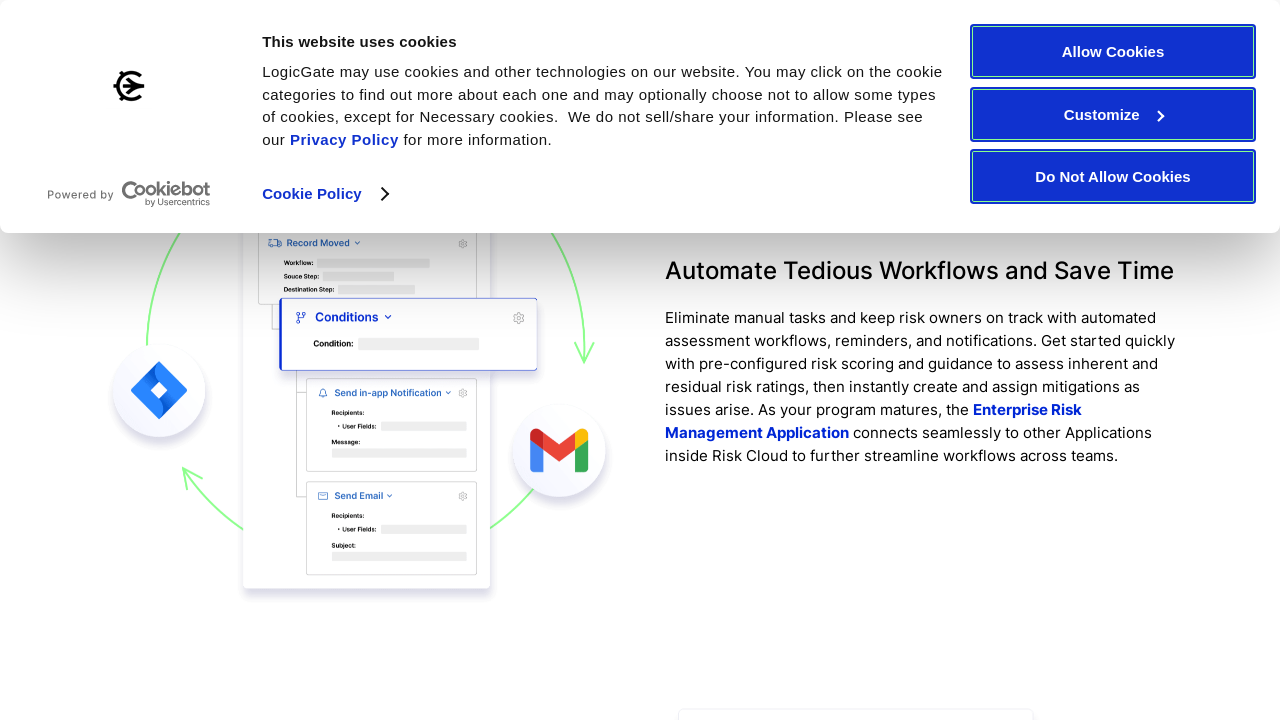 This website uses cookies
LogicGate may use cookies and other technologies on our website. You may click on the cookie
categories to find out more about each one and may optionally choose not to allow some types
of cookies, except for Necessary cookies.  We do not sell/share your information. Please see
our Privacy Policy for more information.
Cookie Policy
Powered by Cookiebot
by Usercentrics
Allow Cookies
Customize
Do Not Allow Cookies
Record Moved
Workflow:
Souce Step:
Destination Step:
Conditions
Condition:
Send in-app Notification
Recipients:
• User Fields:
Message:
Send Email
Recipients:
• User Fields:
Subject:
Automate Tedious Workflows and Save Time
Eliminate manual tasks and keep risk owners on track with automated
assessment workflows, reminders, and notifications. Get started quickly
with pre-configured risk scoring and guidance to assess inherent and
residual risk ratings, then instantly create and assign mitigations as
issues arise. As your program matures, the Enterprise Risk
Management Application connects seamlessly to other Applications
inside Risk Cloud to further streamline workflows across teams.